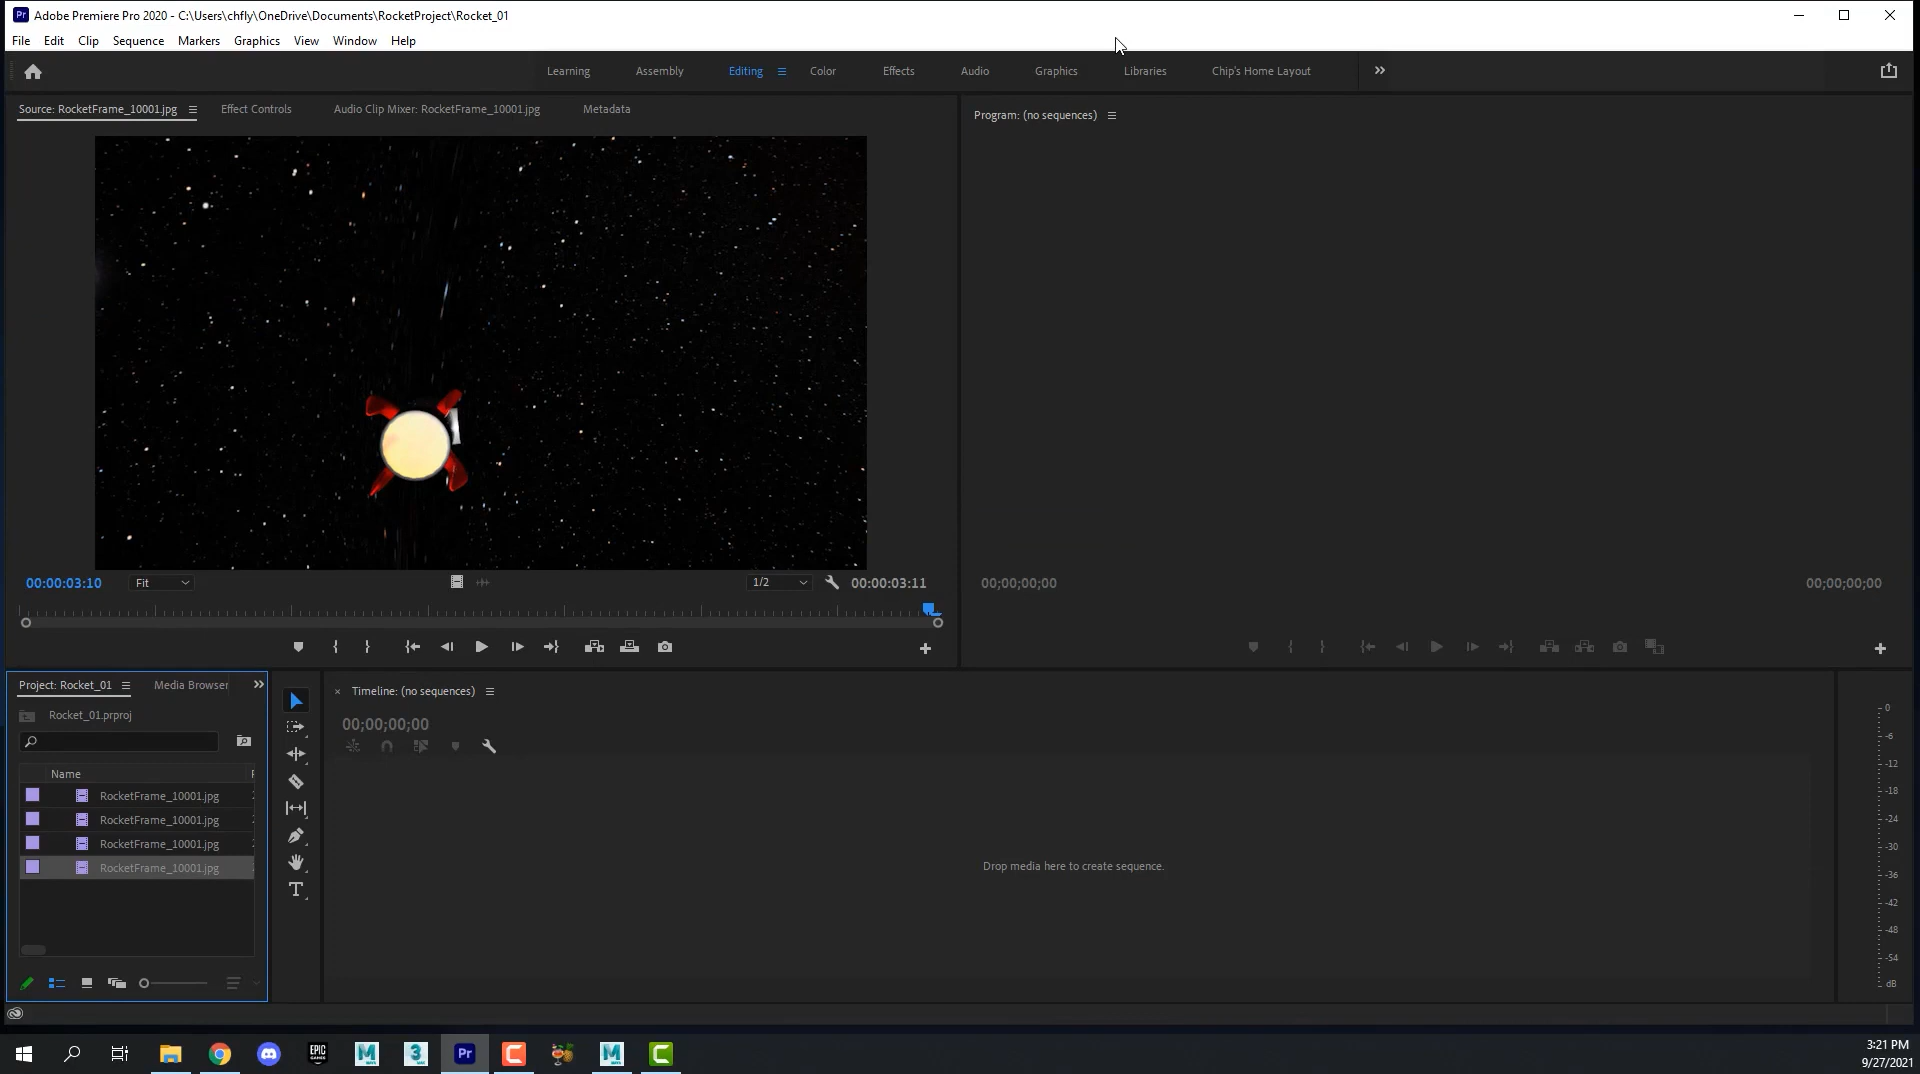 Adobe Premiere Pro 2020 - C:\Users\chfly\OneDrive\Documents\RocketProject\Rocket_01
File Edit Clip Sequence Markers Graphics View Window Help
Learning Assembly Editing Color Effects Audio Graphics Libraries Chip's Home Layout
Source: RocketFrame_10001.jpg Effect Controls Audio Clip Mixer: RocketFrame_10001.jpg Metadata
Program: (no sequences)
00:00:03:10 Fit 1/2 00:00:03:11
00;00;00;00 00;00;00;00
Project: Rocket_01 Media Browser
Rocket_01.prproj
Name
RocketFrame_10001.jpg
RocketFrame_10001.jpg
RocketFrame_10001.jpg
RocketFrame_10001.jpg
Timeline: (no sequences)
00;00;00;00
Drop media here to create sequence.
0
-6
-12
-18
-24
-30
-36
-42
-48
-54
dB
3:21 PM
9/27/2021